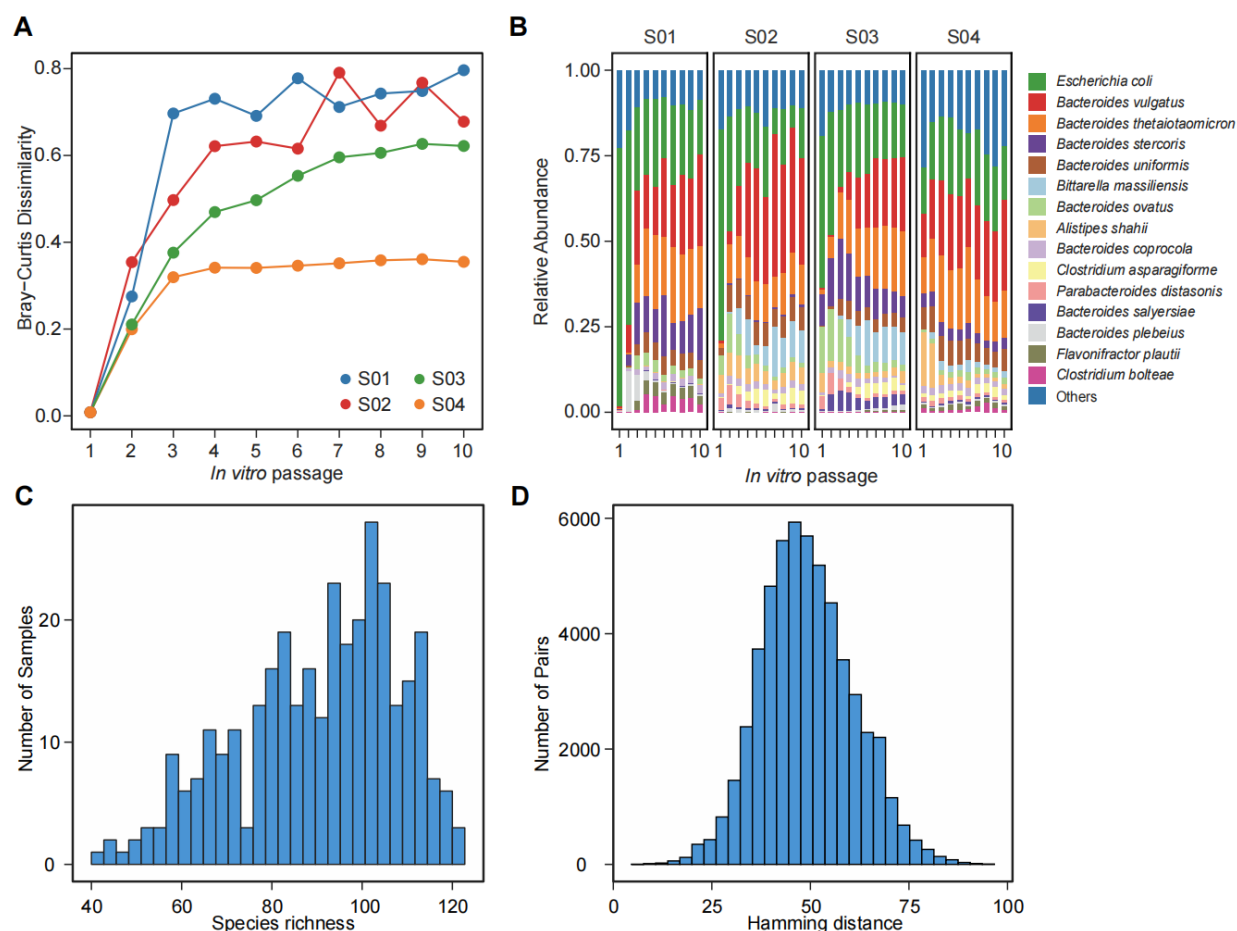 A
Bray−Curtis Dissimilarity
0.8
0.6
0.4
0.2
0.0
S01
S03
S02
S04
1 2 3 4 5 6 7 8 9 10
In vitro passage
B
S01 S02 S03 S04
Relative Abundance
1.00
0.75
0.50
0.25
0.00
1 10 1 10 1 10 1 10
In vitro passage
Escherichia coli
Bacteroides vulgatus
Bacteroides thetaiotaomicron
Bacteroides stercoris
Bacteroides uniformis
Bittarella massiliensis
Bacteroides ovatus
Alistipes shahii
Bacteroides coprocola
Clostridium asparagiforme
Parabacteroides distasonis
Bacteroides salyersiae
Bacteroides plebeius
Flavonifractor plautii
Clostridium bolteae
Others
C
Number of Samples
20
10
0
40 60 80 100 120
Species richness
D
Number of Pairs
6000
4000
2000
0
0 25 50 75 100
Hamming distance